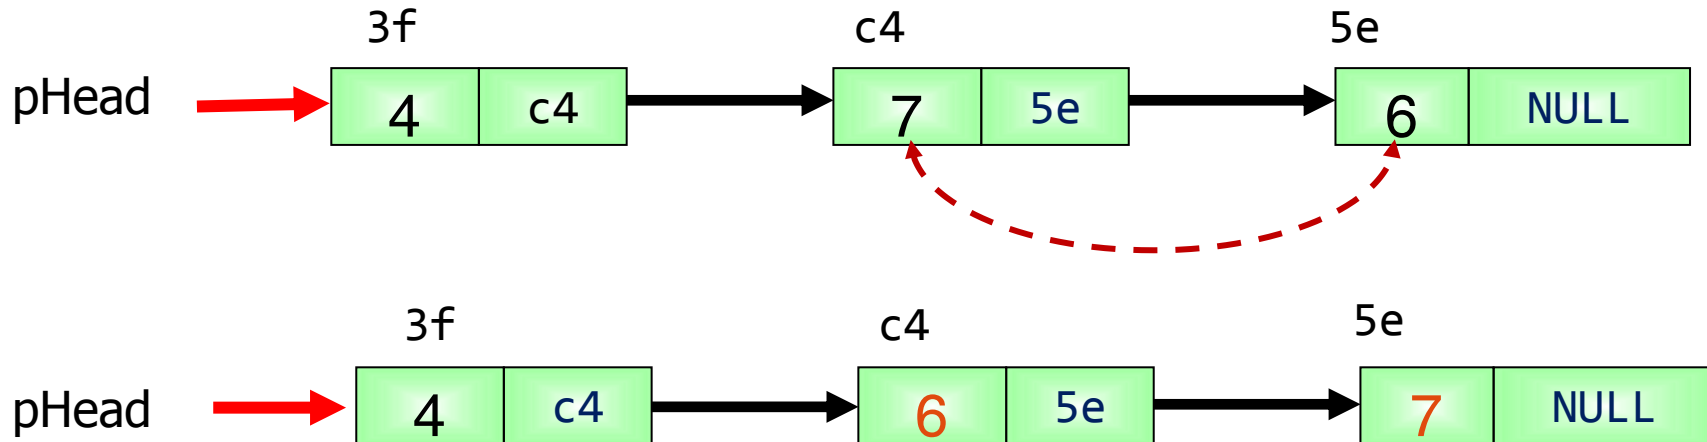 3f c4 5e
pHead 4 c4 7 5e 6 NULL
3f c4 5e
pHead 4 c4 6 5e 7 NULL